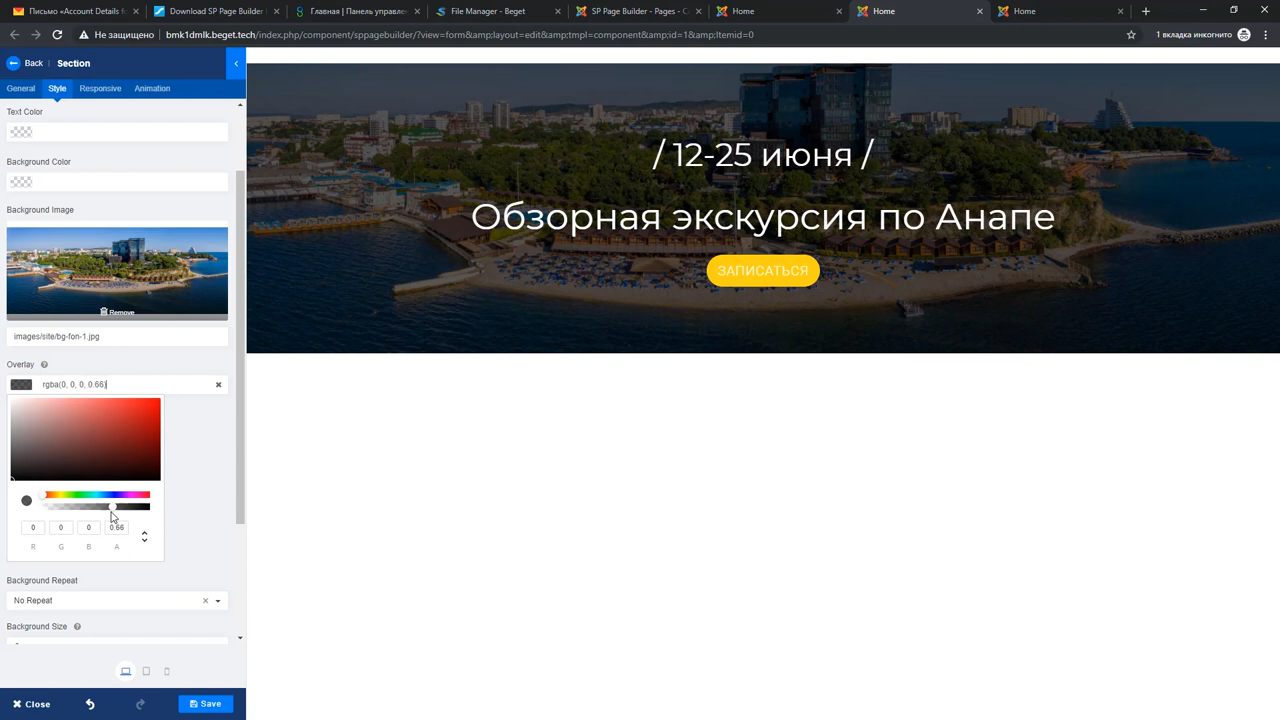 Message «Account Details f
Download SP Page Builder
Главная | Панель управлен
File Manager - Beget
SP Page Builder - Pages - C
Home
Home
Home
Не защищено
bmk1dmlk.beget.tech/index.php/component/sppagebuilder/?view=form&amp;layout=edit&amp;tmpl=component&amp;id=1&amp;Itemid=0
1 вкладка инкогнито
Back
Section
General
Style
Responsive
Animation
Text Color
Background Color
Background Image
Remove
images/site/bg-fon-1.jpg
Overlay
rgba(0, 0, 0, 0.66)
0
0
0
0.66
R
G
B
A
Background Repeat
No Repeat
Background Size
Close
Save
/ 12-25 июня /
Обзорная экскурсия по Анапе
ЗАПИСАТЬСЯ